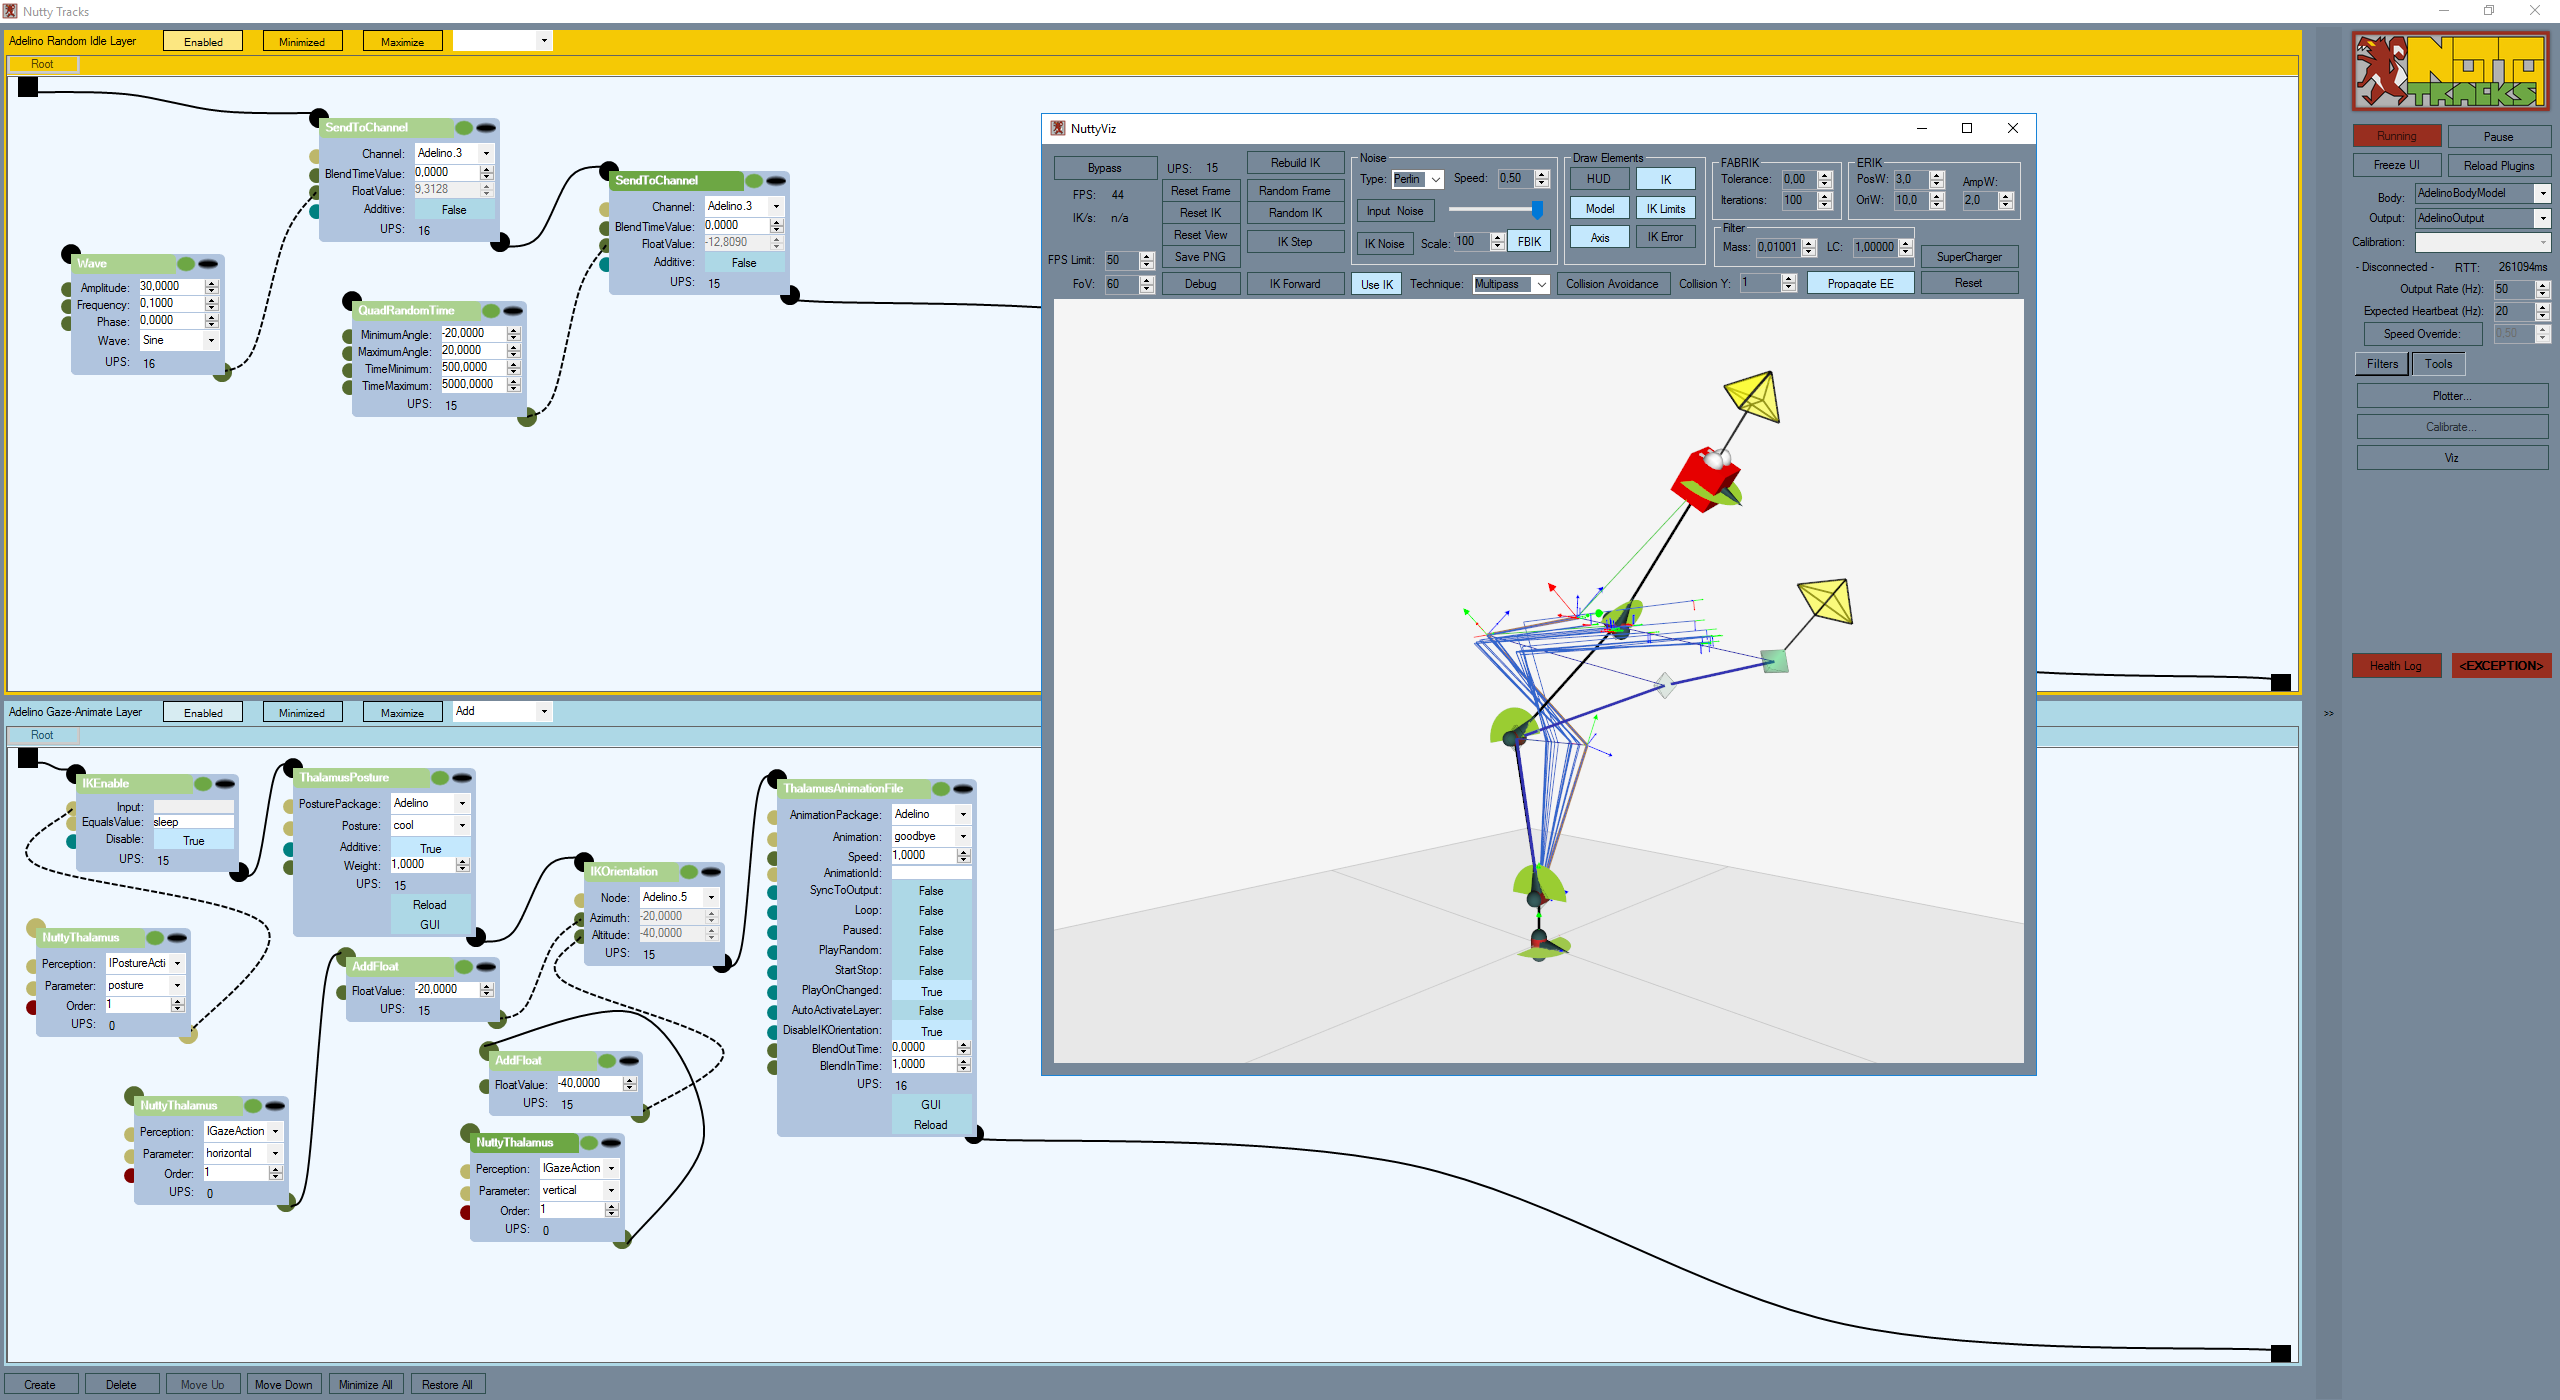 Nutty Tracks
Adelino Random Idle Layer
Enabled
Minimized
Maximize
Root
SendToChannel
Channel: Adelino.3
BlendTimeValue: 0,0000
FloatValue: 9,3128
Additive: False
UPS: 16
SendToChannel
Channel: Adelino.3
BlendTimeValue: 0,0000
FloatValue: -12,8090
Additive: False
UPS: 15
Wave
Amplitude: 30,0000
Frequency: 0,1000
Phase: 0,0000
Wave: Sine
UPS: 16
QuadRandomTime
MinimumAngle: -20,0000
MaximumAngle: 20,0000
TimeMinimum: 500,0000
TimeMaximum: 5000,0000
UPS: 15
Adelino Gaze-Animate Layer
Enabled
Minimized
Maximize
Add
Root
IKEnable
Input:
EqualsValue: sleep
Disable: True
UPS: 15
ThalamusPosture
PosturePackage: Adelino
Posture: cool
Additive: True
Weight: 1,0000
UPS: 15
Reload
GUI
IKOrientation
Node: Adelino.5
Azimuth: -20,0000
Altitude: -40,0000
UPS: 15
ThalamusAnimationFile
AnimationPackage: Adelino
Animation: goodbye
Speed: 1,0000
AnimationId:
SyncToOutput: False
Loop: False
Paused: False
PlayRandom: False
StartStop: False
PlayOnChanged: True
AutoActivateLayer: False
DisableIKOrientation: True
BlendOutTime: 0,0000
BlendInTime: 1,0000
UPS: 16
GUI
Reload
NuttyThalamus
Perception: IPostureActi
Parameter: posture
Order: 1
UPS: 0
AddFloat
FloatValue: -20,0000
UPS: 15
AddFloat
FloatValue: -40,0000
UPS: 15
NuttyThalamus
Perception: IGazeAction
Parameter: horizontal
Order: 1
UPS: 0
NuttyThalamus
Perception: IGazeAction
Parameter: vertical
Order: 1
UPS: 0
Create
Delete
Move Up
Move Down
Minimize All
Restore All
NuttyViz
Bypass
UPS: 15
FPS: 44
IK/s: n/a
FPS Limit: 50
FoV: 60
Reset Frame
Reset IK
Reset View
Save PNG
Debug
Rebuild IK
Random Frame
Random IK
IK Step
IK Forward
Noise
Type: Perlin
Speed: 0,50
Input Noise
IK Noise
Scale: 100
FBIK
Use IK
Technique: Multipass
Draw Elements
HUD
IK
Model
IK Limits
Axis
IK Error
Collision Avoidance
Collision Y: 1
FABRIK
Tolerance: 0,00
Iterations: 100
ERIK
PosW: 3,0
OriW: 10,0
AmpW:
2,0
Filter
Mass: 0,01001
LC: 1,00000
SuperCharger
Propagate EE
Reset
NUTTY
TRACKS
Running
Pause
Freeze UI
Reload Plugins
Body: AdelinoBodyModel
Output: AdelinoOutput
Calibration:
- Disconnected - RTT: 261094ms
Output Rate (Hz): 50
Expected Heartbeat (Hz): 20
Speed Override: 0,50
Filters
Tools
Plotter...
Calibrate...
Viz
Health Log
<EXCEPTION>
>>